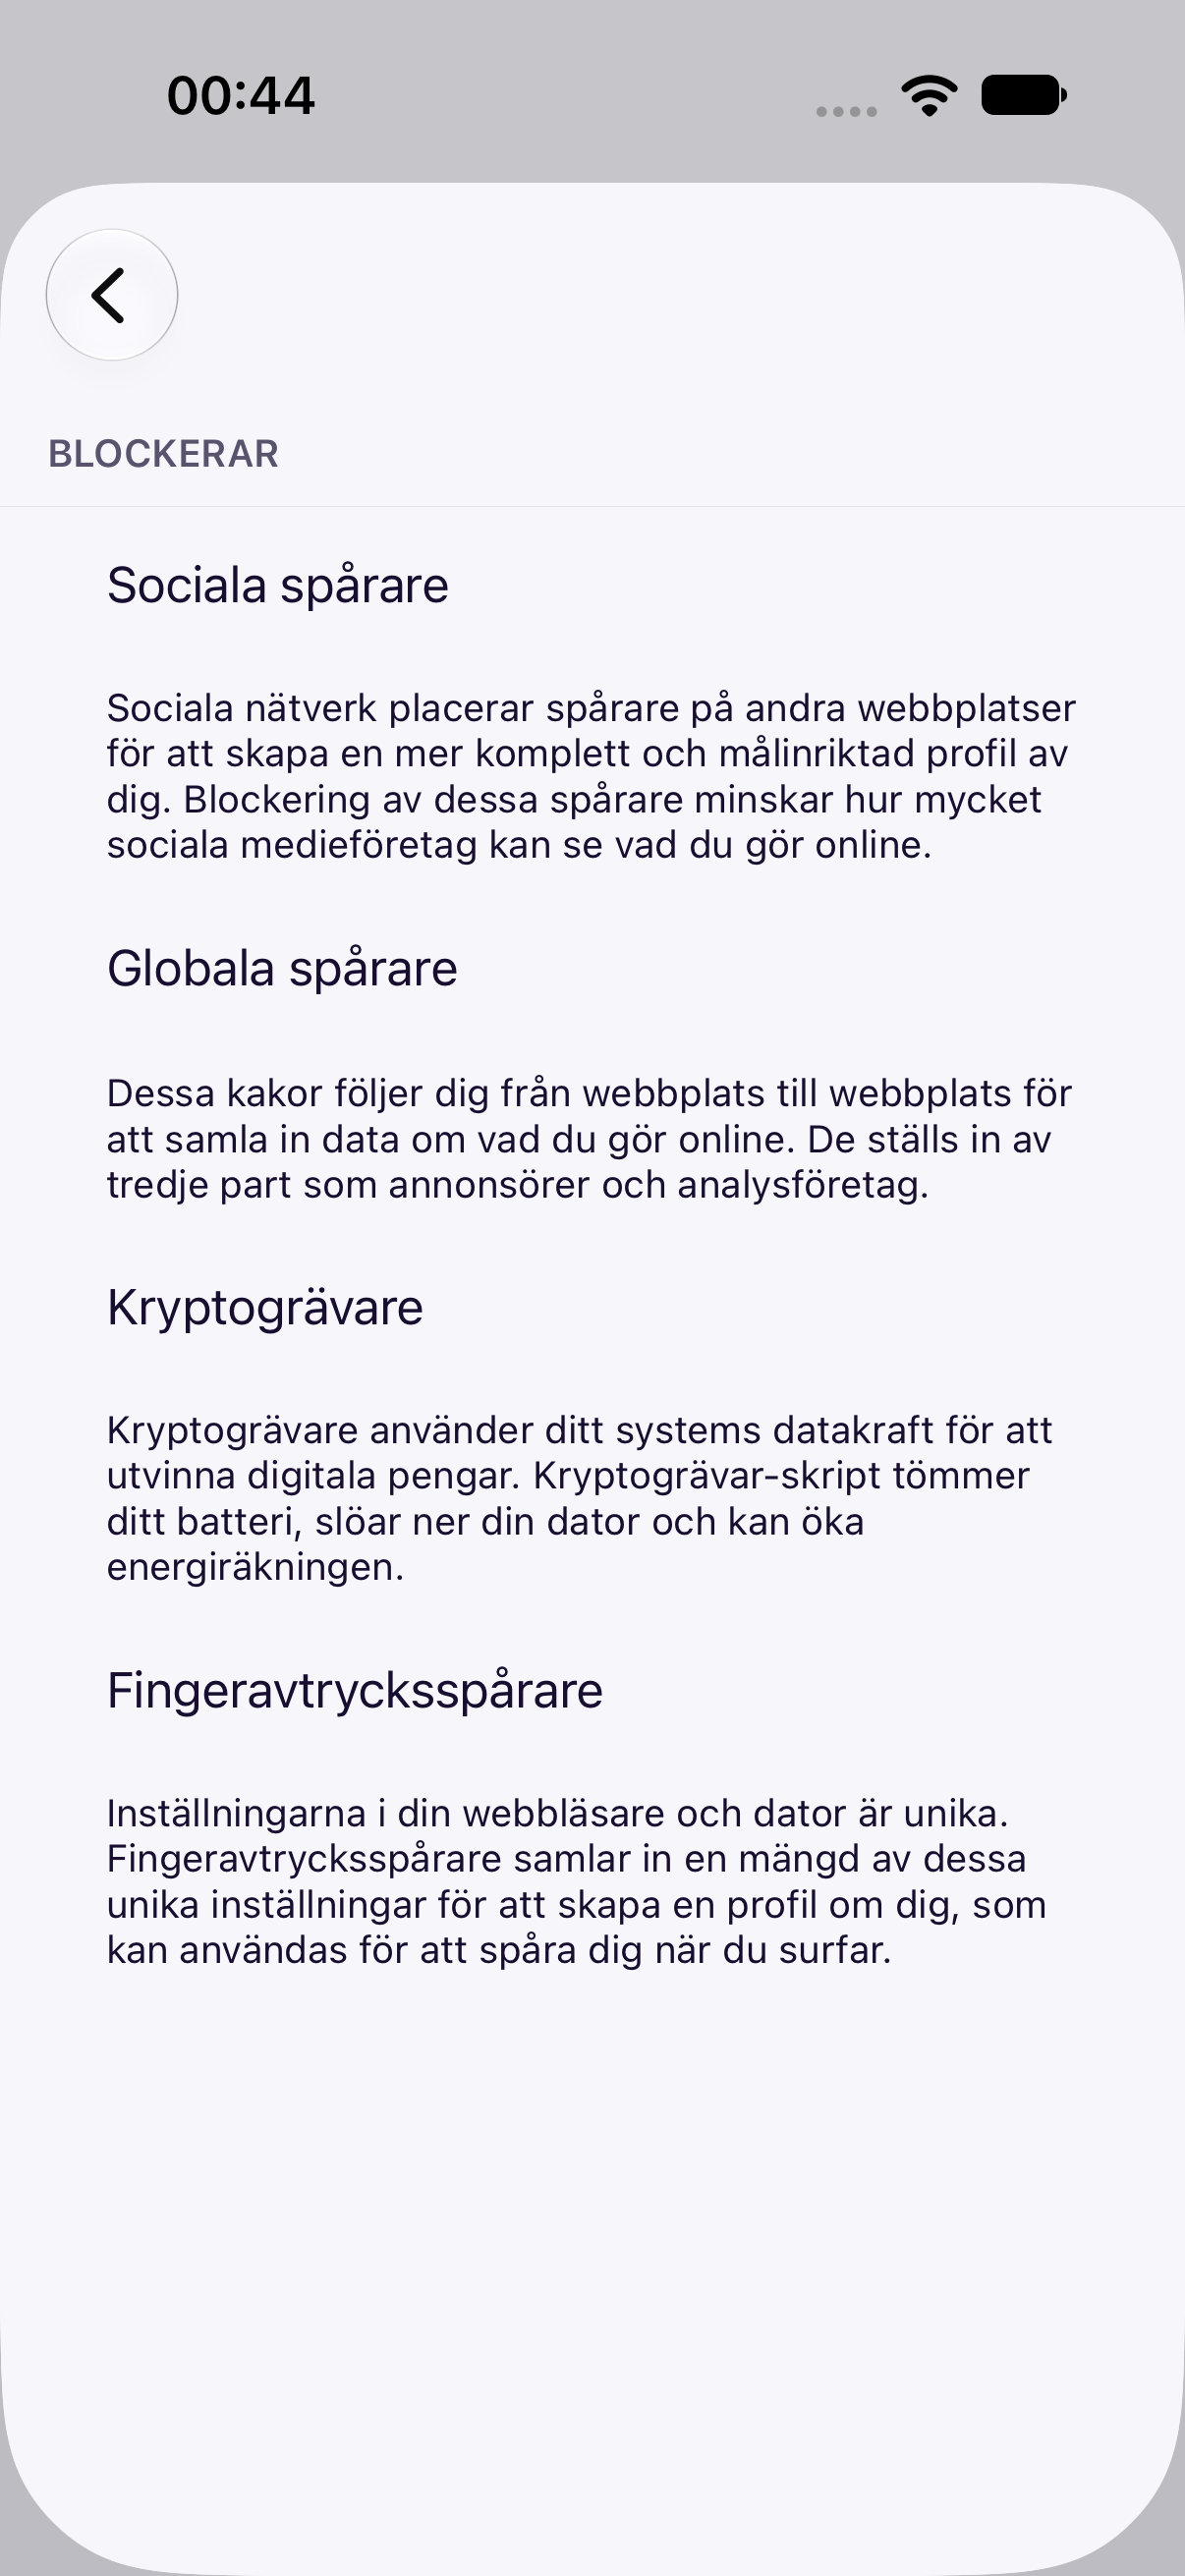 00:44
BLOCKERAR
Sociala spårare
Sociala nätverk placerar spårare på andra webbplatser
för att skapa en mer komplett och målinriktad profil av
dig. Blockering av dessa spårare minskar hur mycket
sociala medieföretag kan se vad du gör online.
Globala spårare
Dessa kakor följer dig från webbplats till webbplats för
att samla in data om vad du gör online. De ställs in av
tredje part som annonsörer och analysföretag.
Kryptogrävare
Kryptogrävare använder ditt systems datakraft för att
utvinna digitala pengar. Kryptogrävar-skript tömmer
ditt batteri, slöar ner din dator och kan öka
energiräkningen.
Fingeravtrycksspårare
Inställningarna i din webbläsare och dator är unika.
Fingeravtrycksspårare samlar in en mängd av dessa
unika inställningar för att skapa en profil om dig, som
kan användas för att spåra dig när du surfar.